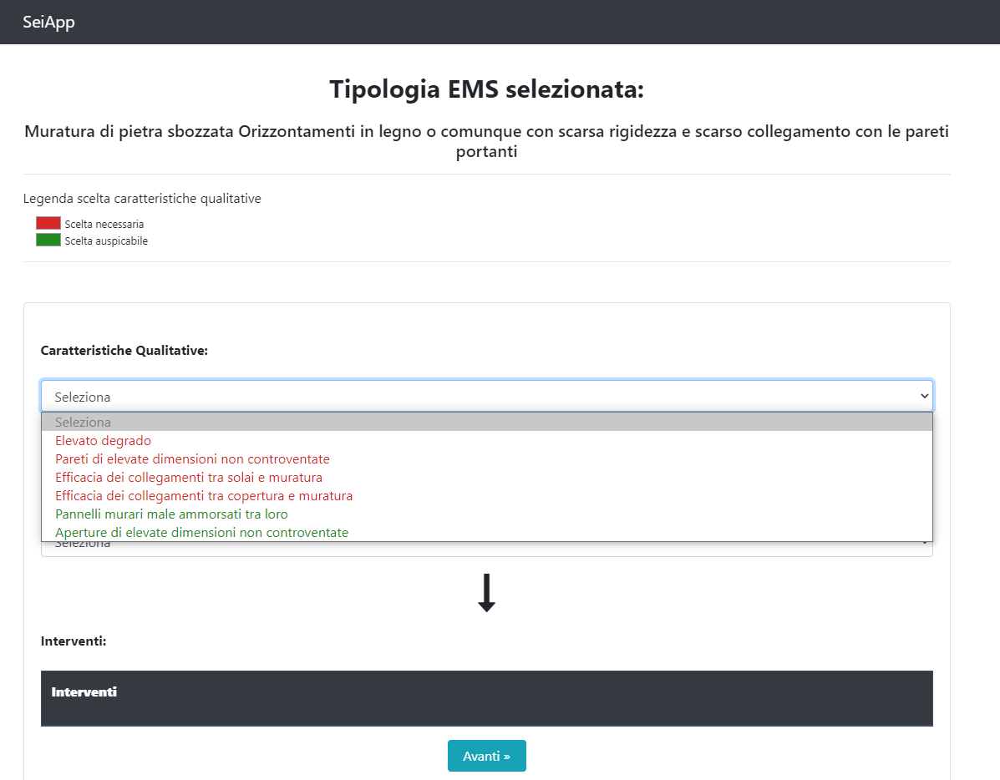 SeiApp
Tipologia EMS selezionata:
Muratura di pietra sbozzata Orizzontamenti in legno o comunque con scarsa rigidezza e scarso collegamento con le pareti
portanti
Legenda scelta caratteristiche qualitative
Scelta necessaria
Scelta auspicabile
Caratteristiche Qualitative:
Seleziona
Seleziona
Elevato degrado
Pareti di elevate dimensioni non controventate
Efficacia dei collegamenti tra solai e muratura
Efficacia dei collegamenti tra copertura e muratura
Pannelli murari male ammorsati tra loro
Aperture di elevate dimensioni non controventate
Seleziona
Interventi:
Interventi
Avanti »